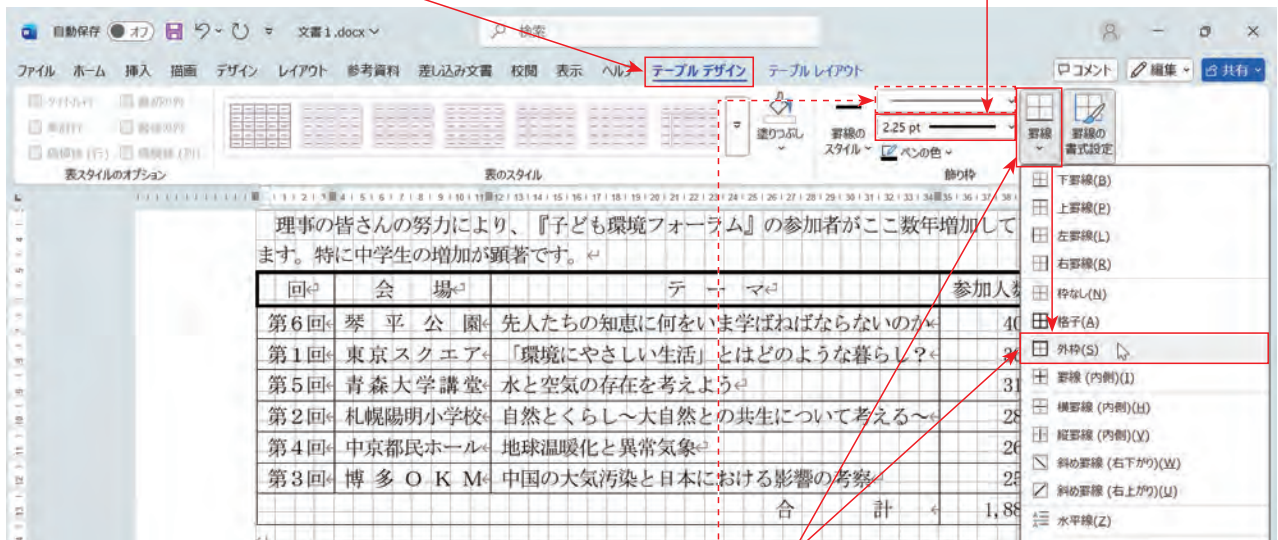 自動保存 オフ 文書1.docx 検索
ファイル ホーム 挿入 描画 デザイン レイアウト 参考資料 差し込み文書 校閲 表示 ヘルプ テーブル デザイン テーブル レイアウト コメント 編集 共有
塗りつぶし 罫線の スタイル 2.25 pt ペンの色 罫線 罫線の 書式設定
表スタイルのオプション 表のスタイル 飾り枠
理事の皆さんの努力により、『子ども環境フォーラム』の参加者がここ数年増加して
ます。特に中学生の増加が顕著です。
回 会場 テーマ 参加人
第6回 琴平公園 先人たちの知恵に何をいま学ばねばならないのか
第1回 東京スクエア 「環境にやさしい生活」とはどのような暮らし?
第5回 青森大学講堂 水と空気の存在を考えよう 31
第2回 札幌陽明小学校 自然とくらし～大自然との共生について考える～ 28
第4回 中京都民ホール 地球温暖化と異常気象 26
第3回 博多OKM 中国の大気汚染と日本における影響の考察 25
合計 1,88
下罫線(B)
上罫線(P)
左罫線(L)
右罫線(R)
枠なし(N)
格子(A)
外枠(S)
罫線 (内側)(I)
横罫線 (内側)(H)
縦罫線 (内側)(V)
斜め罫線 (右下がり)(W)
斜め罫線 (右上がり)(U)
水平線(Z)